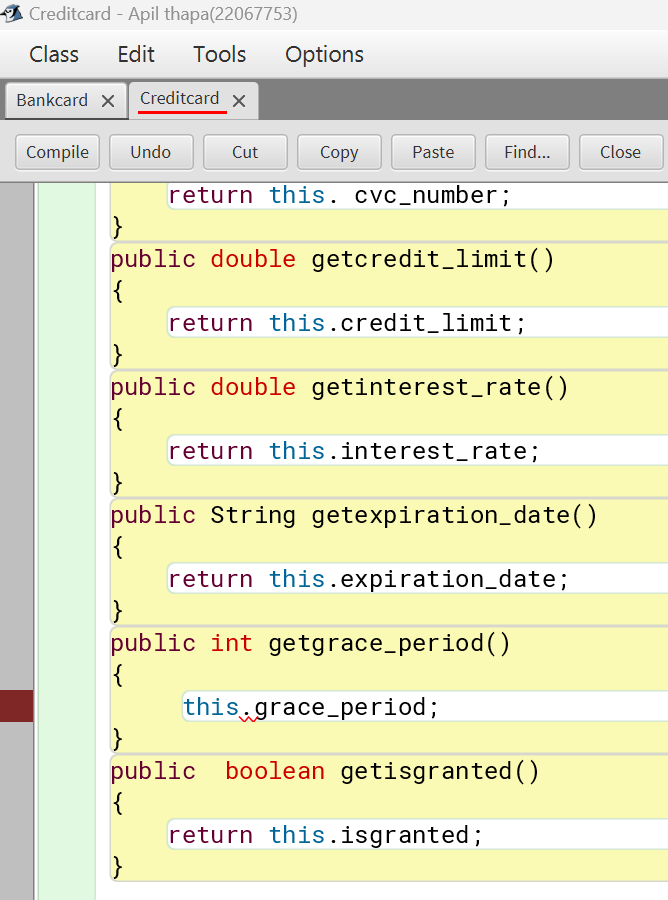 Creditcard - Apil thapa(22067753)
Class Edit Tools Options
Bankcard × Creditcard ×
Compile Undo Cut Copy Paste Find... Close
return this. cvc_number;
}
public double getcredit_limit()
{
return this.credit_limit;
}
public double getinterest_rate()
{
return this.interest_rate;
}
public String getexpiration_date()
{
return this.expiration_date;
}
public int getgrace_period()
{
this.grace_period;
}
public  boolean getisgranted()
{
return this.isgranted;
}